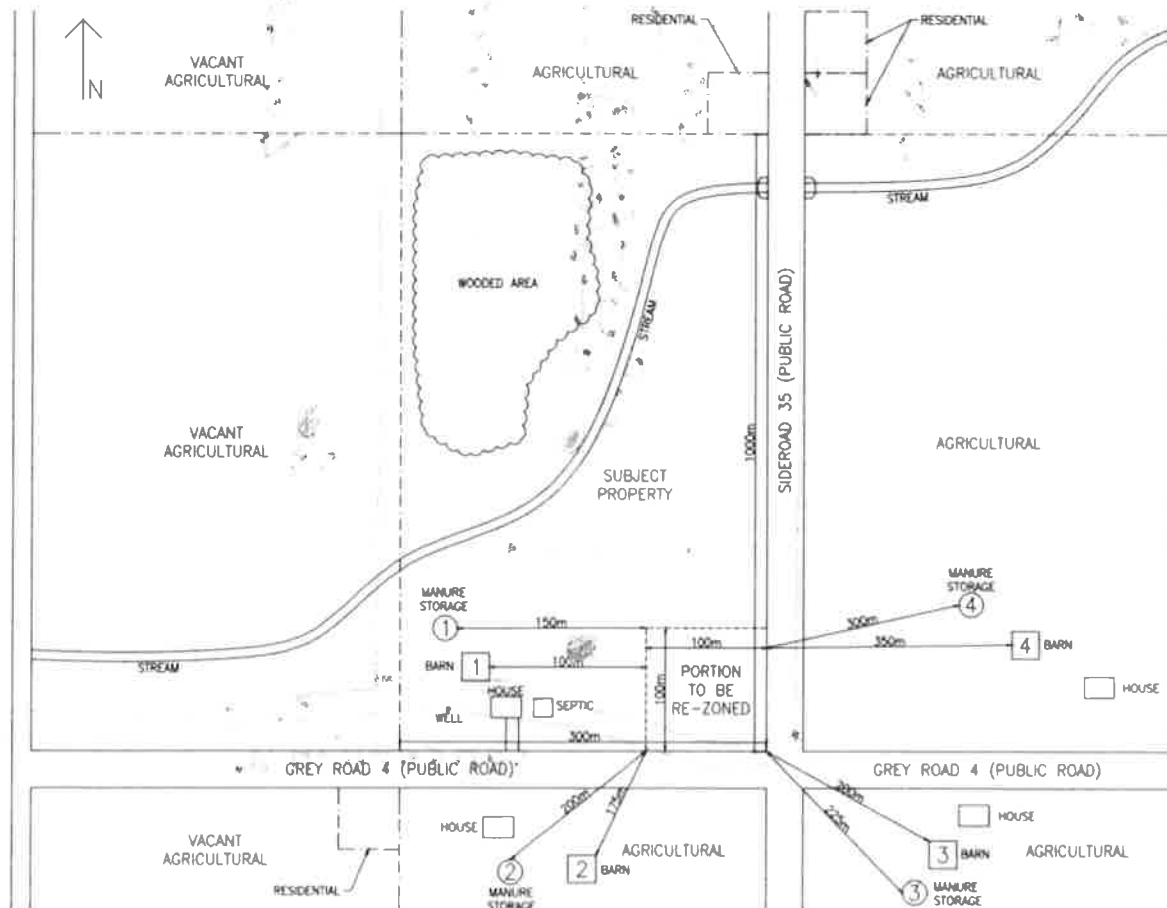 N
RESIDENTIAL
RESIDENTIAL
VACANT
AGRICULTURAL
AGRICULTURAL
AGRICULTURAL
STREAM
WOODED AREA
STREAM
SIDEROAD 35 (PUBLIC ROAD)
1000m
VACANT
AGRICULTURAL
AGRICULTURAL
SUBJECT
PROPERTY
MANURE
STORAGE
1
150m
MANURE
STORAGE
4
300m
100m
350m
4 BARN
STREAM
BARN 1
100m
100m
PORTION
TO BE
RE-ZONED
HOUSE
HOUSE
SEPTIC
WELL
300m
GREY ROAD 4 (PUBLIC ROAD)
GREY ROAD 4 (PUBLIC ROAD)
200m
175m
200m
225m
HOUSE
HOUSE
VACANT
AGRICULTURAL
AGRICULTURAL
AGRICULTURAL
2
2 BARN
3 BARN
RESIDENTIAL
MANURE
STORAGE
3
MANURE
STORAGE